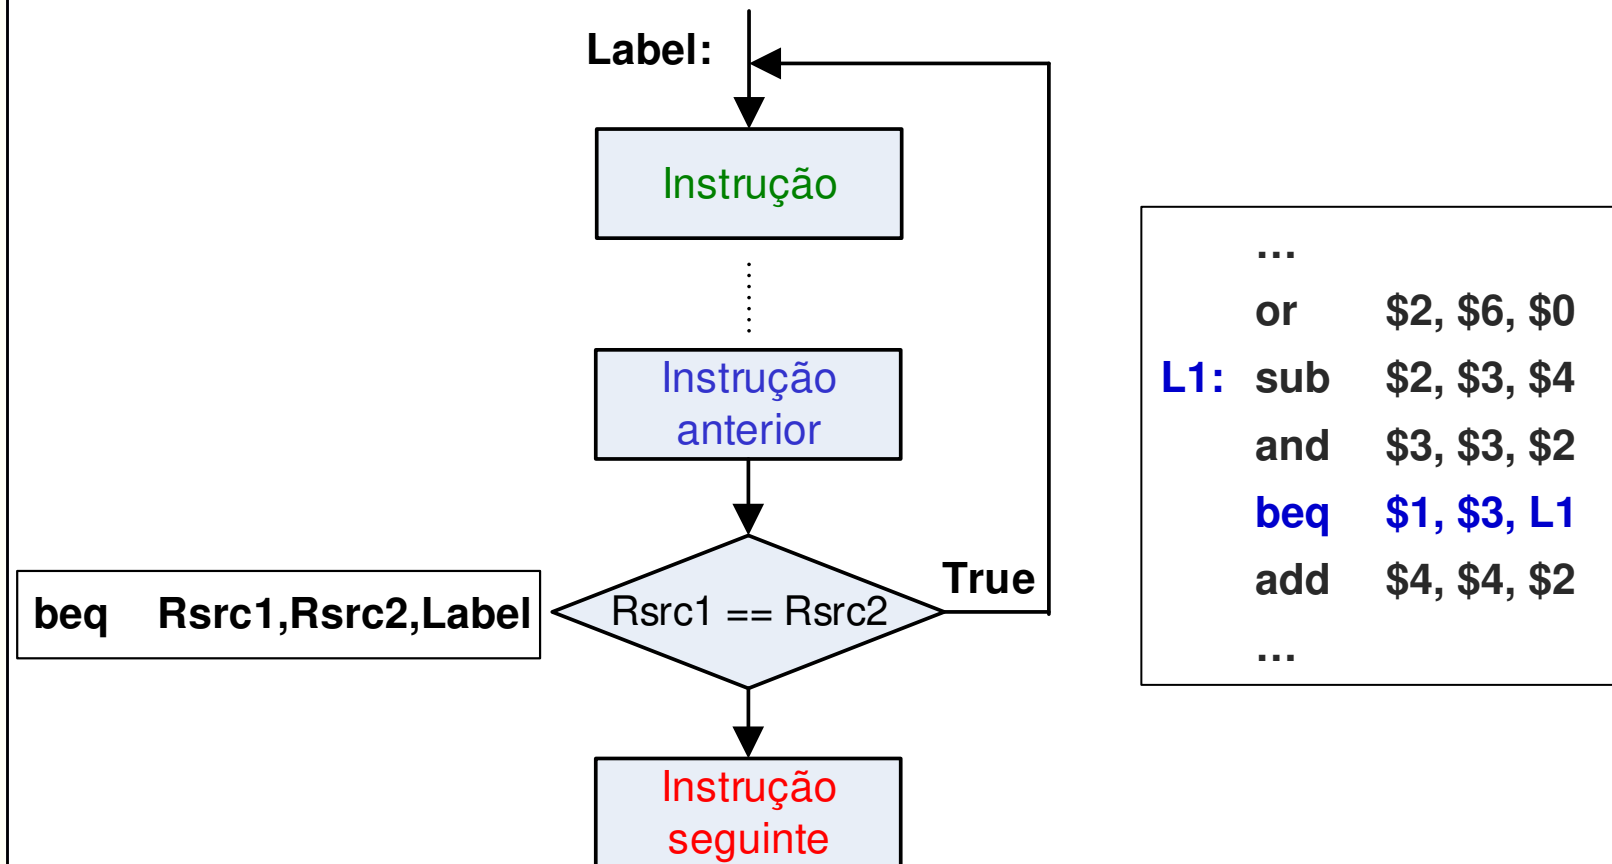 Label:
Instrução
Instrução
anterior
beq Rsrc1,Rsrc2,Label
Rsrc1 == Rsrc2
True
Instrução
seguinte
...
or $2, $6, $0
L1: sub $2, $3, $4
and $3, $3, $2
beq $1, $3, L1
add $4, $4, $2
...